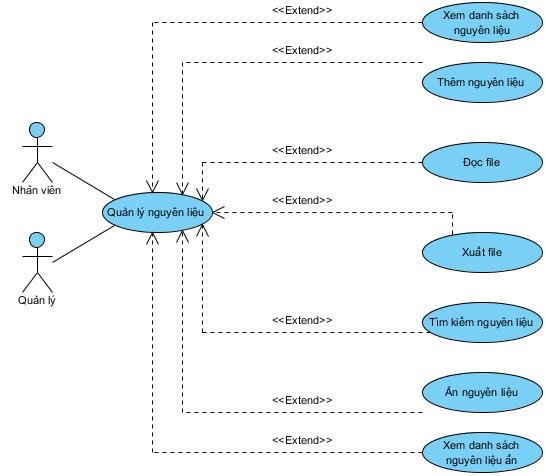 <<Extend>>
Xem danh sách
nguyên liệu
<<Extend>>
Thêm nguyên liệu
<<Extend>>
Đọc file
Nhân viên
<<Extend>>
Quản lý nguyên liệu
Xuất file
Quản lý
<<Extend>>
Tìm kiếm nguyên liệu
Ẩn nguyên liệu
<<Extend>>
<<Extend>>
Xem danh sách
nguyên liệu ẩn